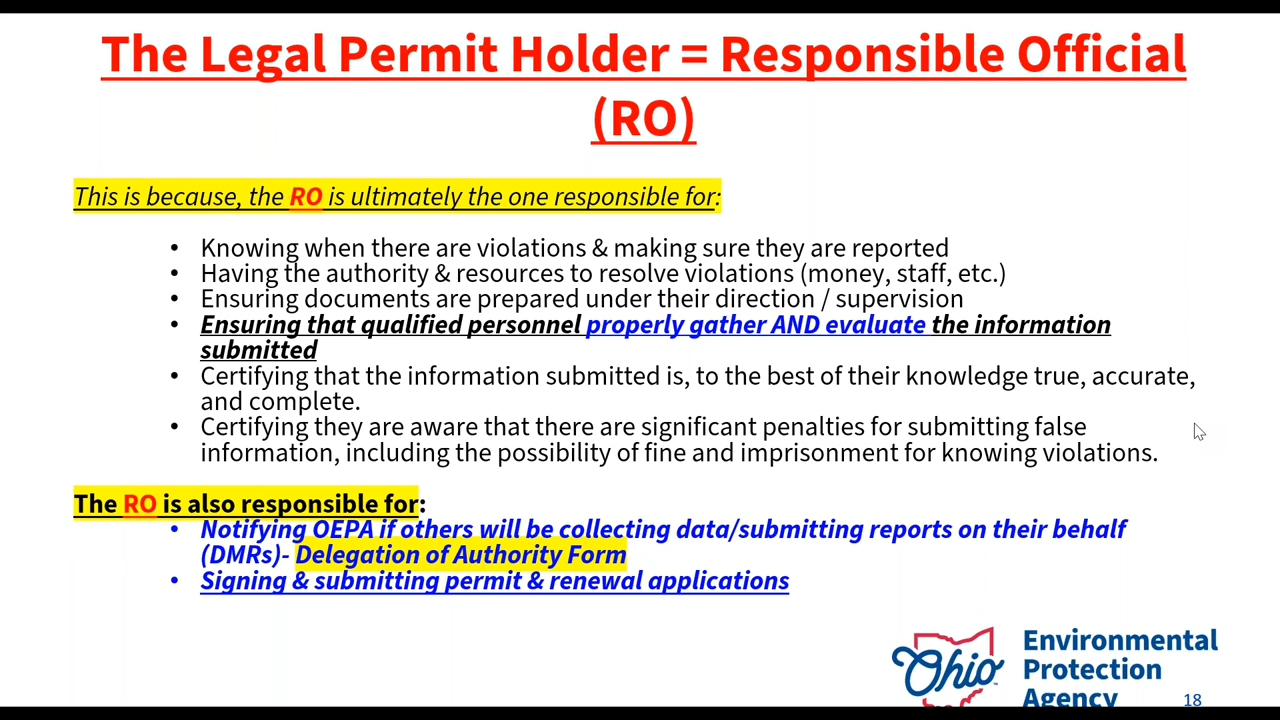 The Legal Permit Holder = Responsible Official
(RO)
This is because, the RO is ultimately the one responsible for:
• Knowing when there are violations & making sure they are reported
• Having the authority & resources to resolve violations (money, staff, etc.)
• Ensuring documents are prepared under their direction / supervision
• Ensuring that qualified personnel properly gather AND evaluate the information
submitted
• Certifying that the information submitted is, to the best of their knowledge true, accurate,
and complete.
• Certifying they are aware that there are significant penalties for submitting false
information, including the possibility of fine and imprisonment for knowing violations.
The RO is also responsible for:
• Notifying OEPA if others will be collecting data/submitting reports on their behalf
(DMRs)- Delegation of Authority Form
• Signing & submitting permit & renewal applications
Ohio
Environmental
Protection
Agency
18